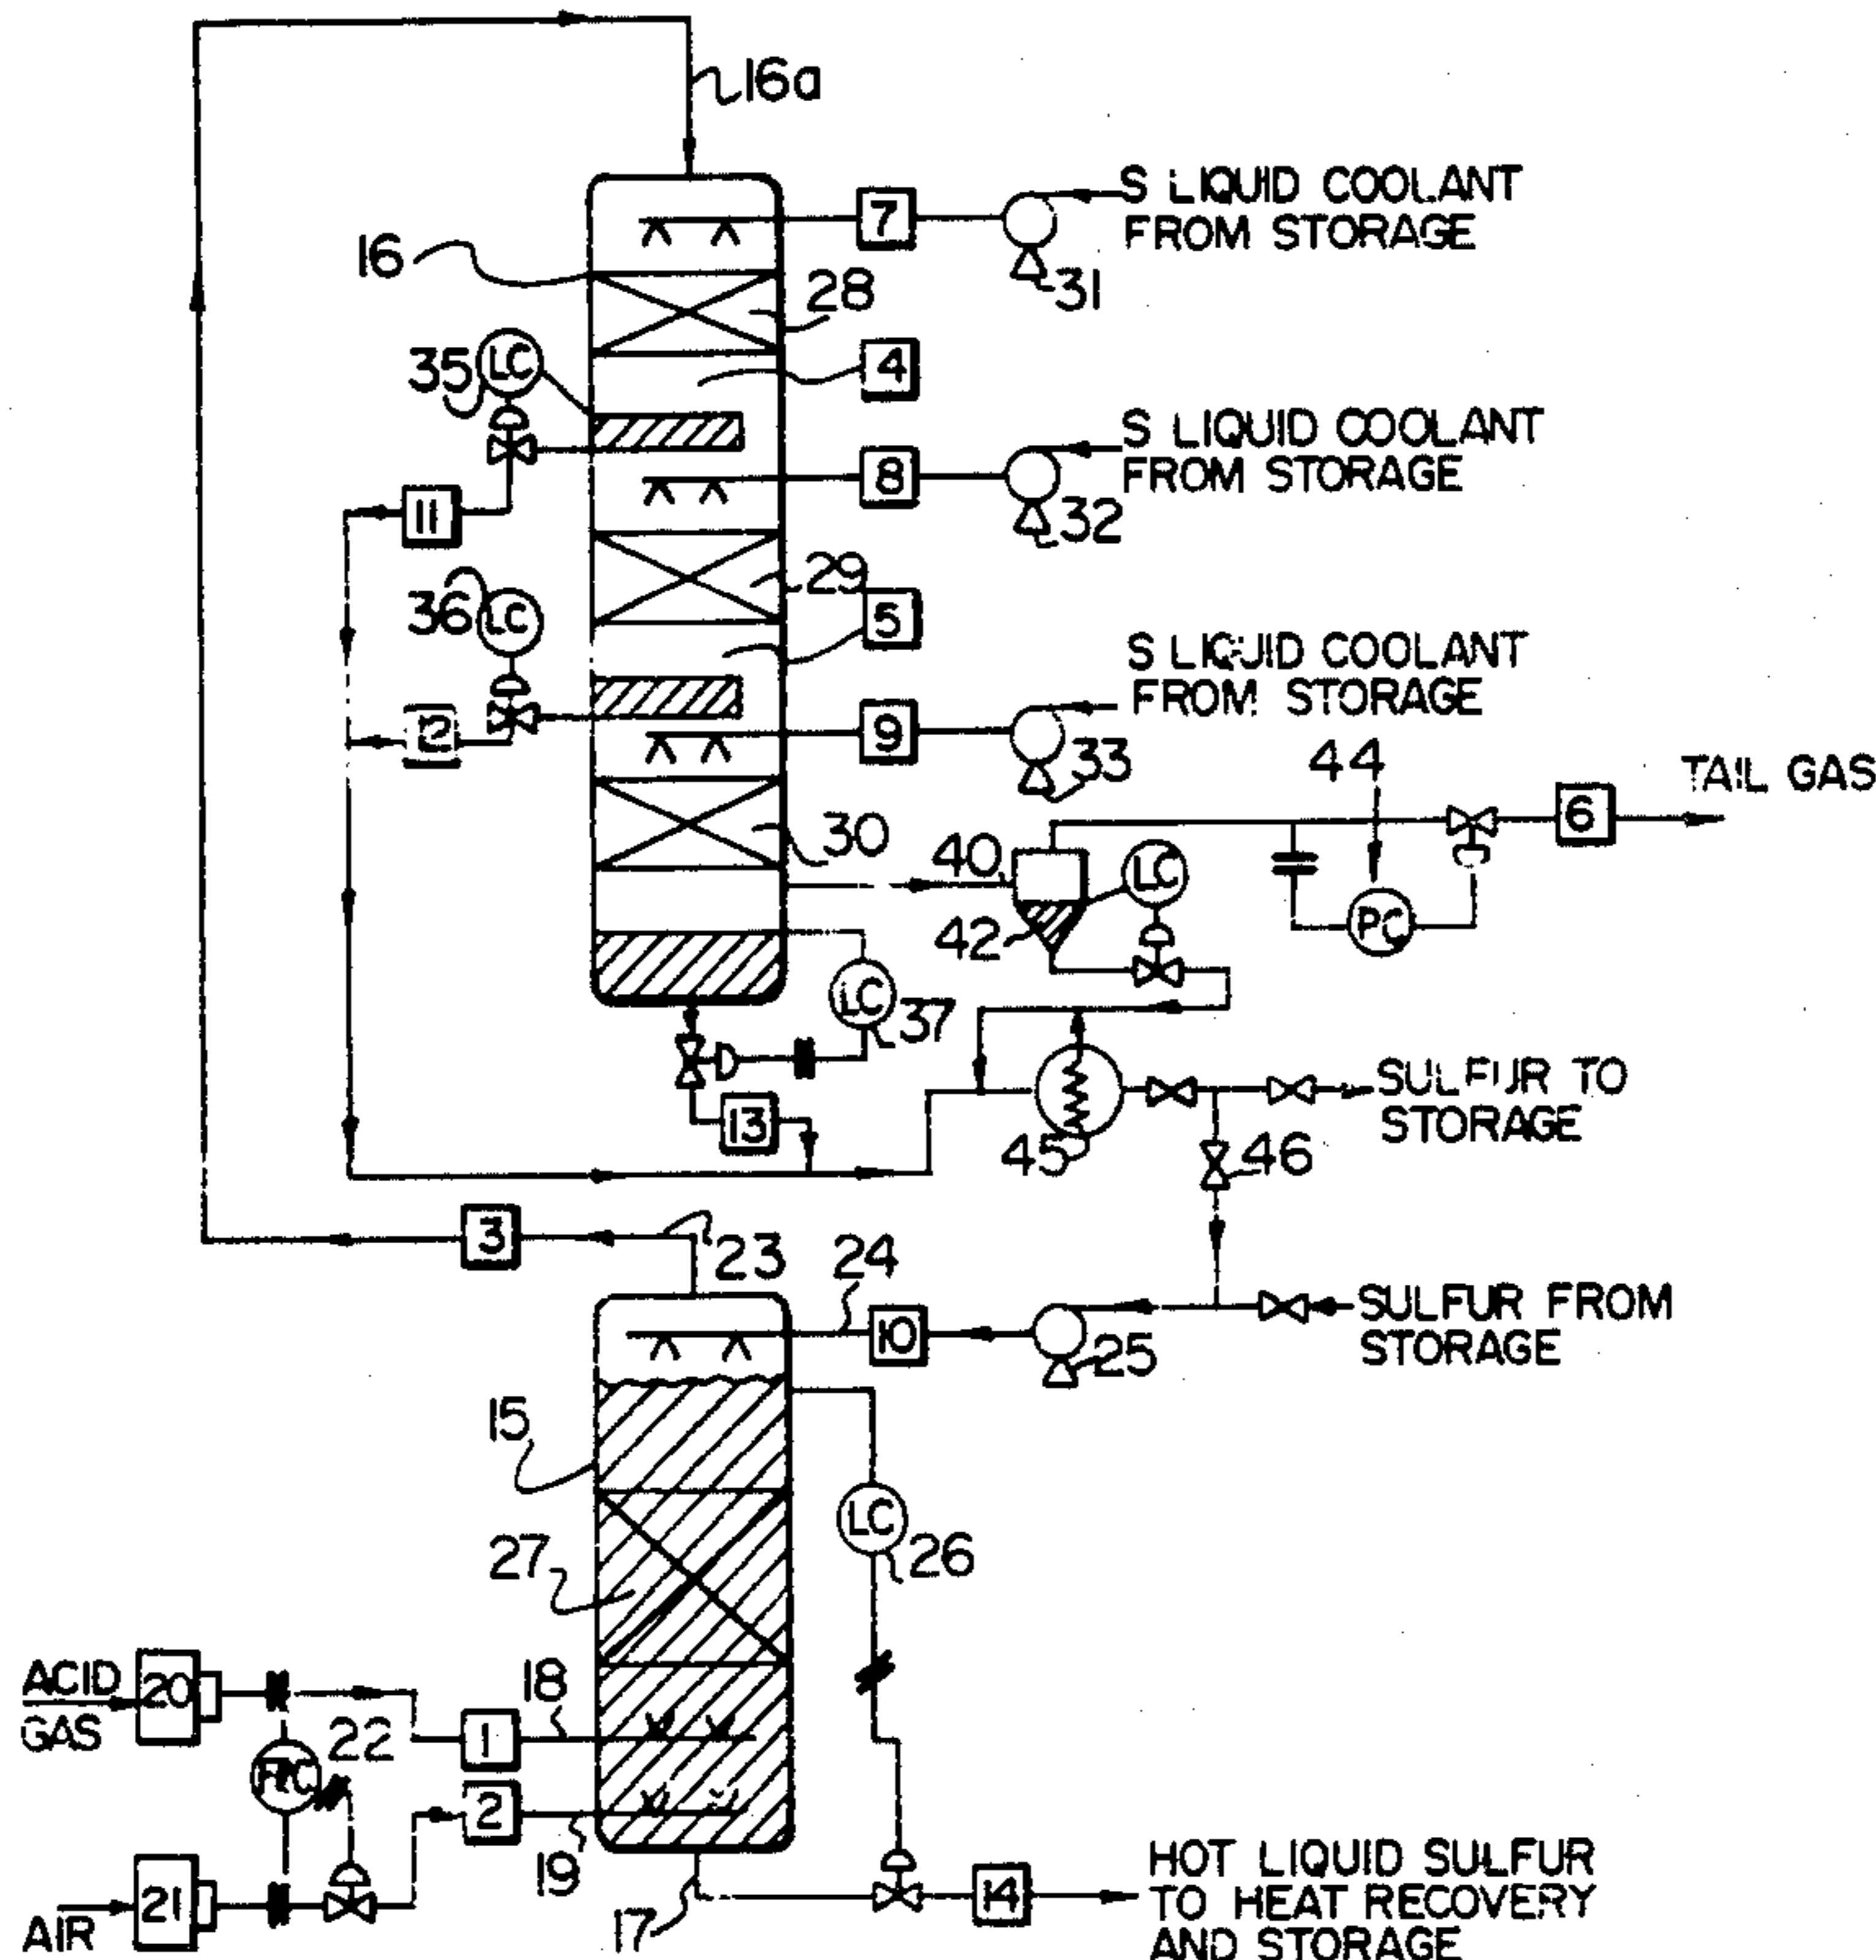 16a
7
S LIQUID COOLANT
FROM STORAGE
31
16
28
35
LC
4
8
S LIQUID COOLANT
FROM STORAGE
32
11
29
36
LC
5
S LIQUID COOLANT
FROM STORAGE
12
9
33
44
TAIL GAS
6
30
40
LC
42
PC
LC
37
13
45
SULFUR TO
STORAGE
46
3
23
24
10
25
SULFUR FROM
STORAGE
15
LC
26
27
ACID
GAS
20
18
1
22
2
19
AIR
21
17
14
HOT LIQUID SULFUR
TO HEAT RECOVERY
AND STORAGE